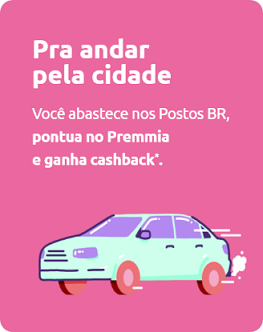 Pra andar
pela cidade
Você abastece nos Postos BR,
pontua no Premmia
e ganha cashback*.